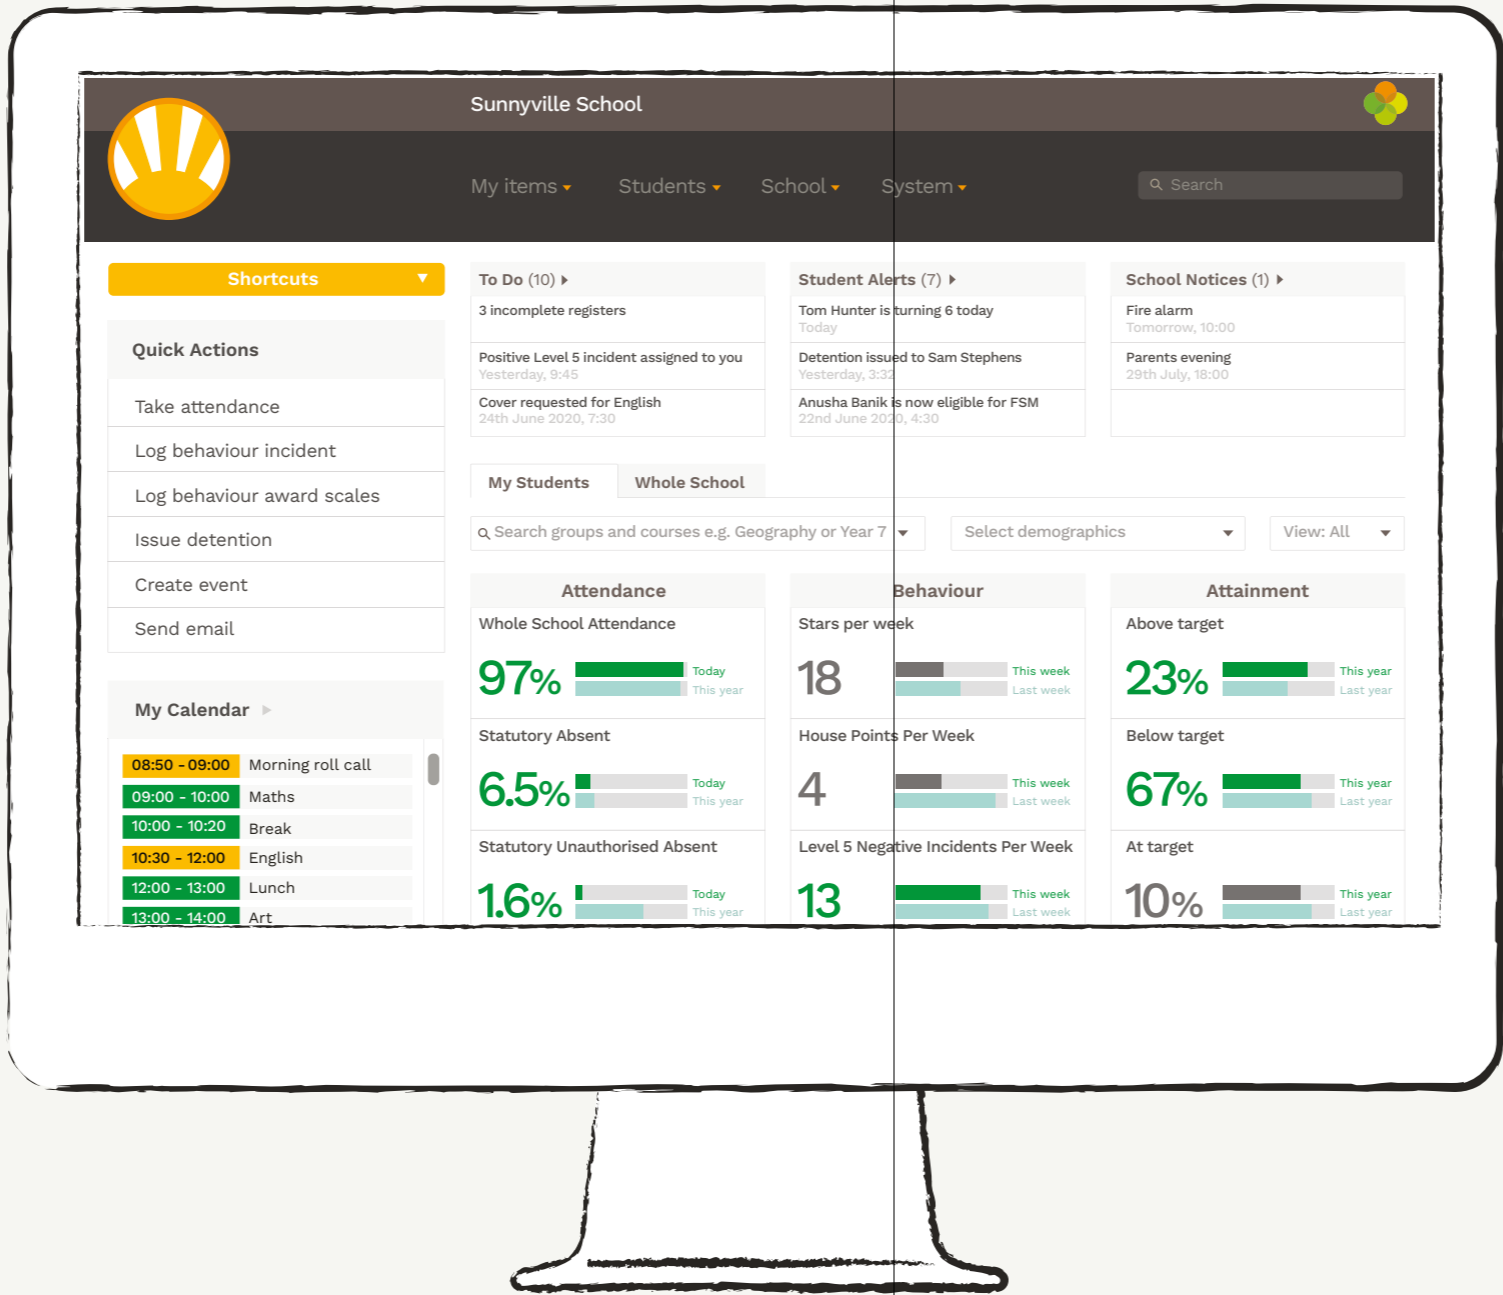 Sunnyville School
My items
Students
School
System
Search
Shortcuts
Quick Actions
Take attendance
Log behaviour incident
Log behaviour award scales
Issue detention
Create event
Send email
My Calendar
08:50 - 09:00 Morning roll call
09:00 - 10:00 Maths
10:00 - 10:20 Break
10:30 - 12:00 English
12:00 - 13:00 Lunch
13:00 - 14:00 Art
To Do (10)
3 incomplete registers
Positive Level 5 incident assigned to you
Yesterday, 9:45
Cover requested for English
24th June 2020, 7:30
Student Alerts (7)
Tom Hunter is turning 6 today
Today
Detention issued to Sam Stephens
Yesterday, 3:32
Anusha Banik is now eligible for FSM
22nd June 2020, 4:30
School Notices (1)
Fire alarm
Tomorrow, 10:00
Parents evening
29th July, 18:00
My Students
Whole School
Search groups and courses e.g. Geography or Year 7
Select demographics
View: All
Attendance
Whole School Attendance
97%
Today
This year
Statutory Absent
6.5%
Today
This year
Statutory Unauthorised Absent
1.6%
Today
This year
Behaviour
Stars per week
18
This week
Last week
House Points Per Week
4
This week
Last week
Level 5 Negative Incidents Per Week
13
This week
Last week
Attainment
Above target
23%
This year
Last year
Below target
67%
This year
Last year
At target
10%
This year
Last year